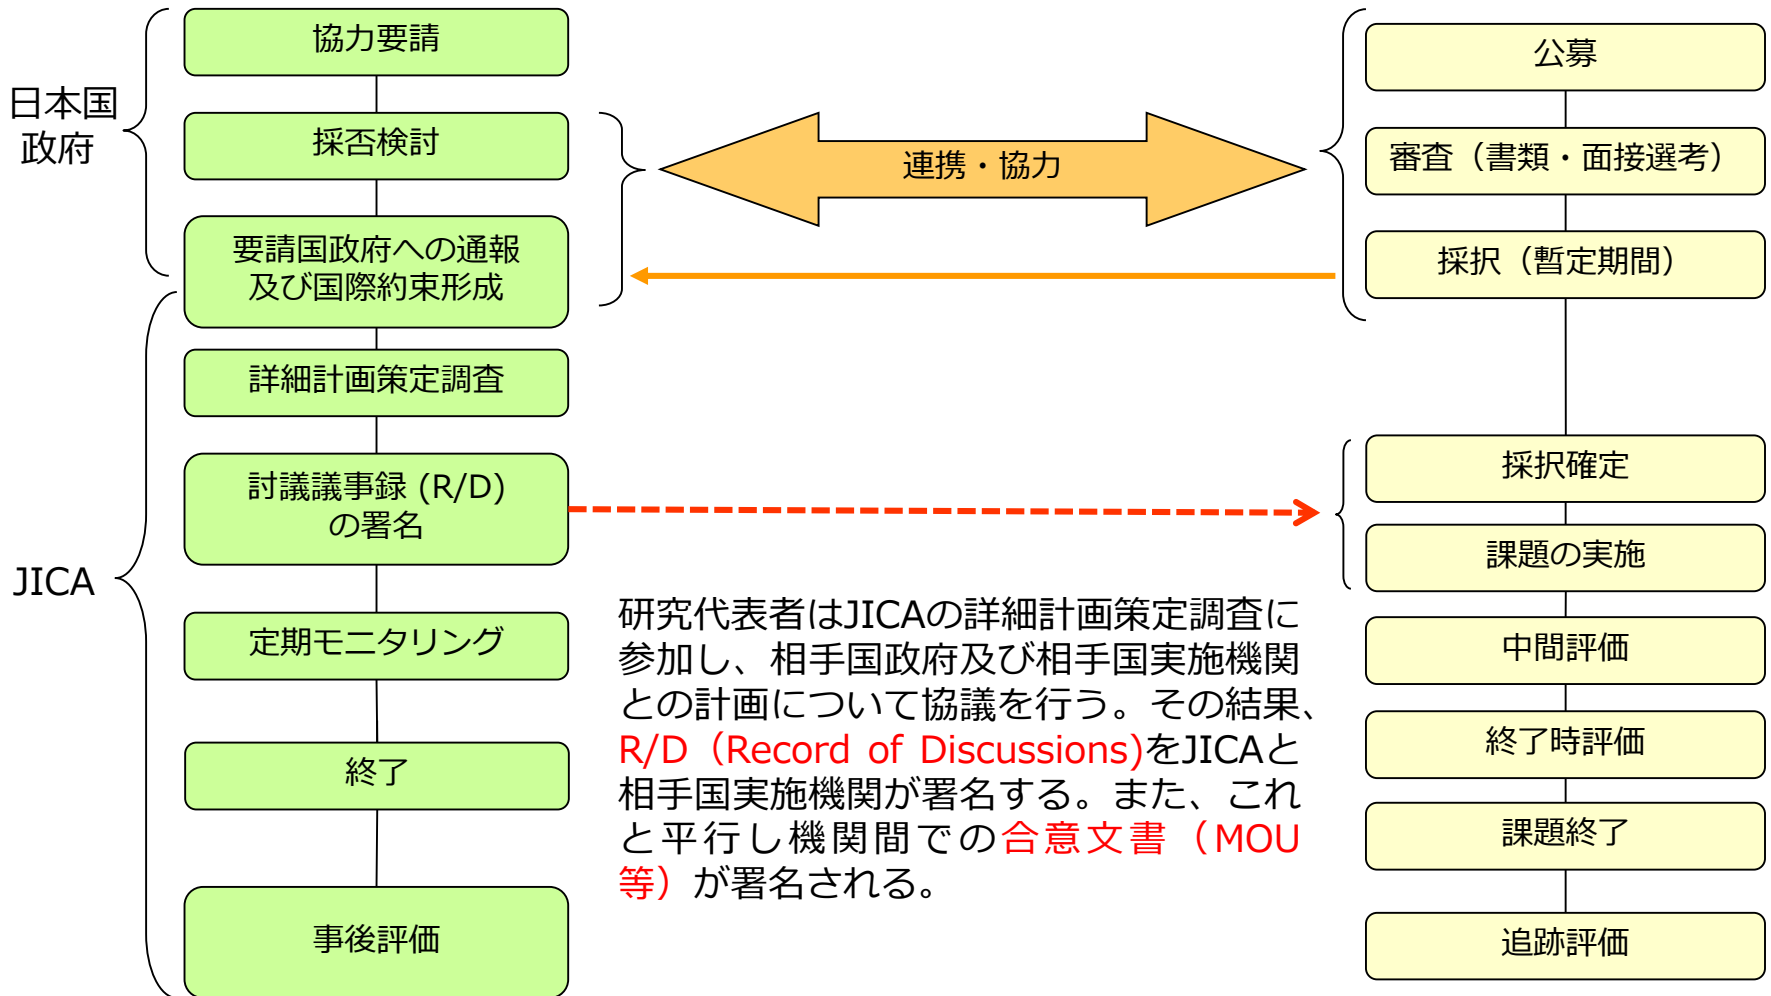 日本国
政府
JICA
協力要請
採否検討
要請国政府への通報
及び国際約束形成
詳細計画策定調査
討議議事録 (R/D)
の署名
定期モニタリング
終了
事後評価
連携・協力
研究代表者はJICAの詳細計画策定調査に
参加し、相手国政府及び相手国実施機関
との計画について協議を行う。その結果、
R/D（Record of Discussions)をJICAと
相手国実施機関が署名する。また、これ
と平行し機関間での合意文書（MOU
等）が署名される。
公募
審査（書類・面接選考）
採択（暫定期間）
採択確定
課題の実施
中間評価
終了時評価
課題終了
追跡評価